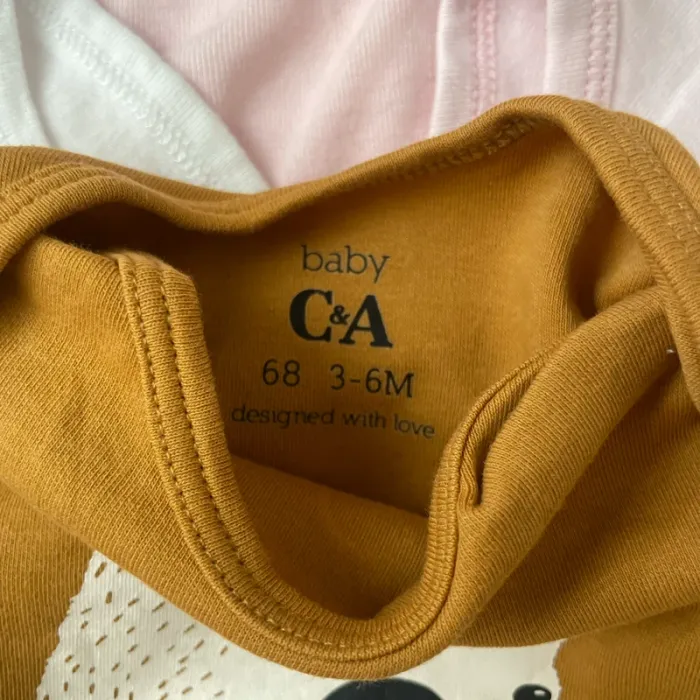 baby
C&A
68 3-6M
designed with love